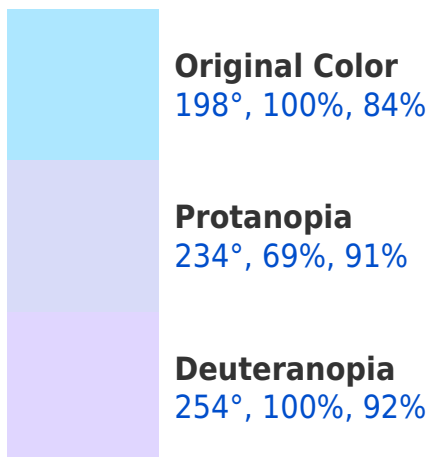 Original Color
198°, 100%, 84%
Protanopia
234°, 69%, 91%
Deuteranopia
254°, 100%, 92%